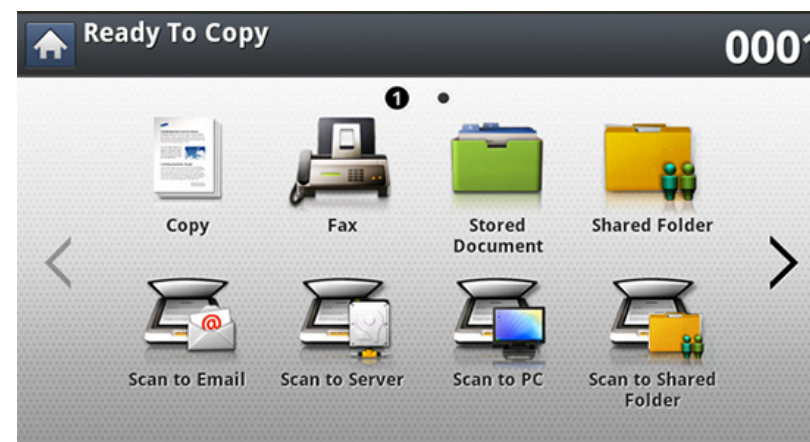 Ready To Copy
0001
1
Copy
Fax
Stored
Document
Shared Folder
Scan to Email
Scan to Server
Scan to PC
Scan to Shared
Folder